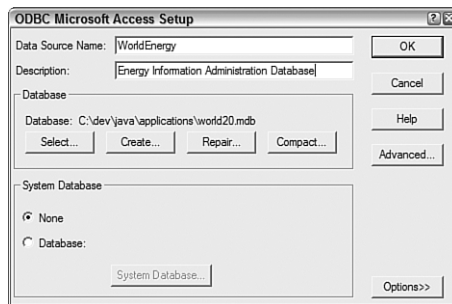 ODBC Microsoft Access Setup
Data Source Name: WorldEnergy
OK
Description: Energy Information Administration Database
Cancel
Database
Database: C:\dev\java\applications\world20.mdb
Help
Select... Create... Repair... Compact...
Advanced...
System Database
None
Database:
System Database...
Options>>